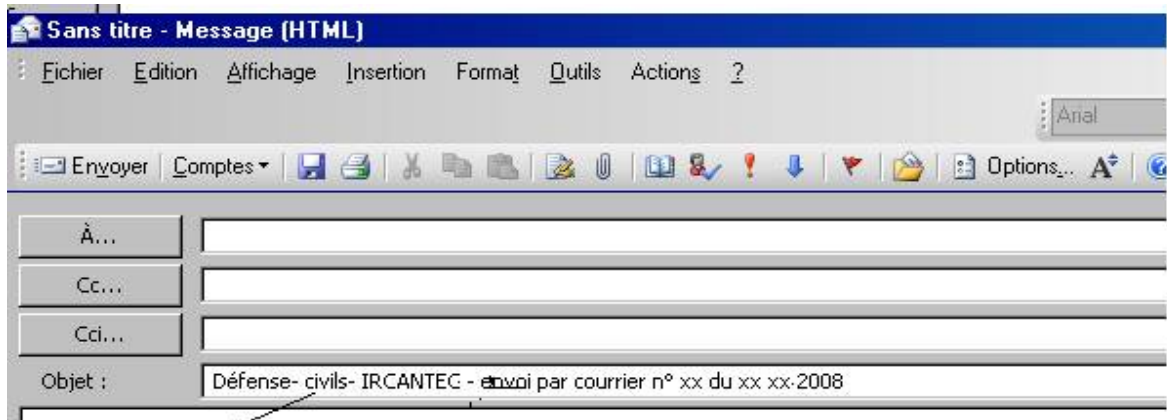 Sans titre - Message (HTML)
Fichier Edition Affichage Insertion Format Outils Actions ?
Arial
Envoyer Comptes Options... A
À...
Cc...
Cci...
Objet : Défense- civils- IRCANTEC - envoi par courrier n° xx du xx xx-2008